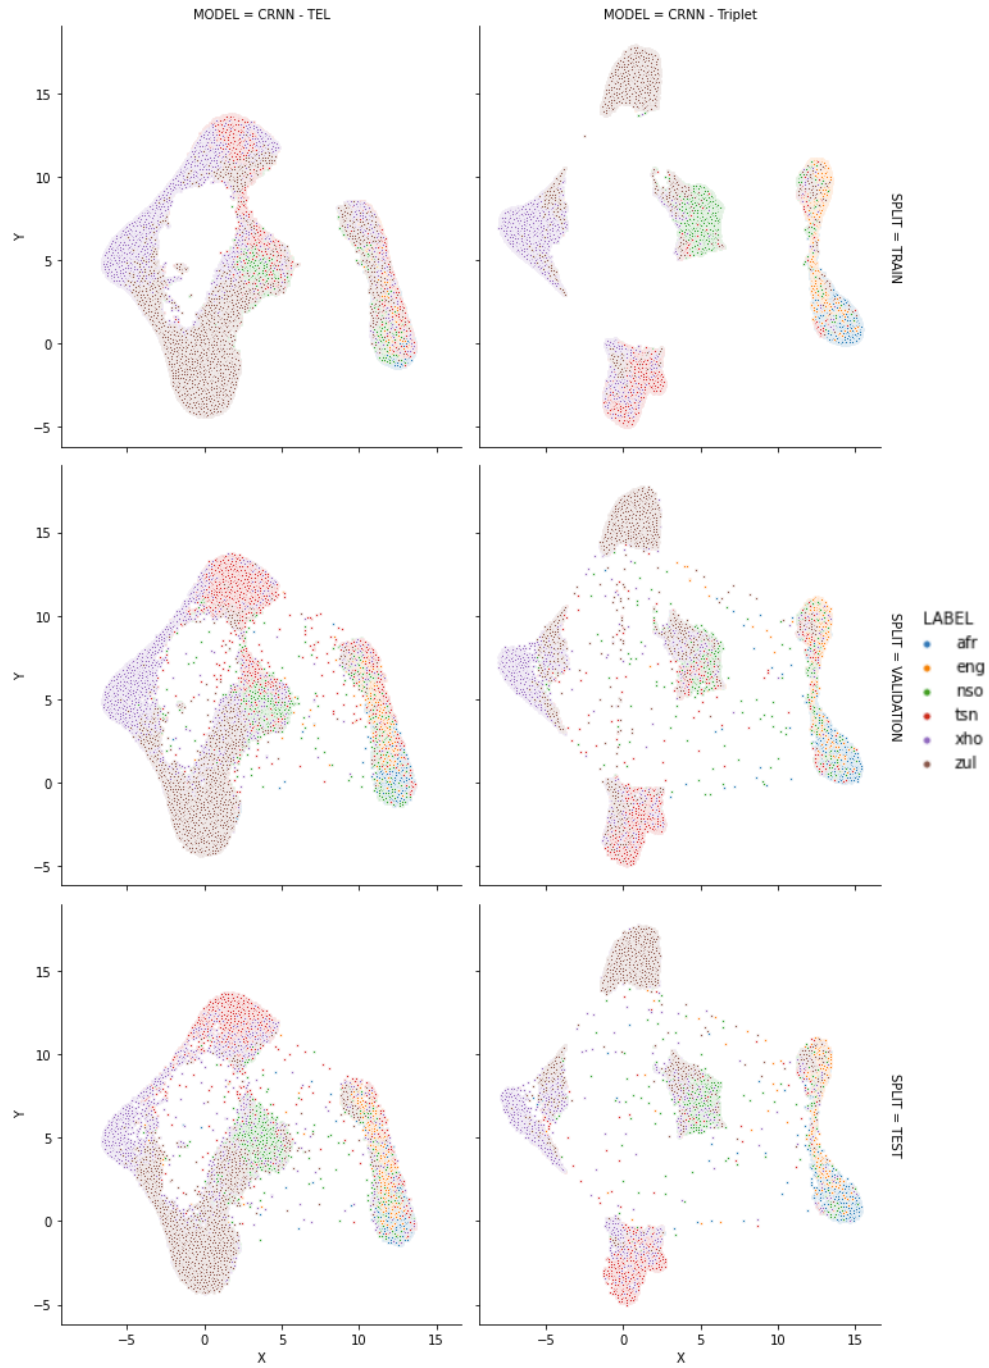 MODEL = CRNN - TEL
MODEL = CRNN - Triplet
15
10
5
0
−5
Y
SPLIT = TRAIN
15
10
5
0
−5
Y
SPLIT = VALIDATION
LABEL
afr
eng
nso
tsn
xho
zul
15
10
5
0
−5
Y
SPLIT = TEST
−5 0 5 10 15
X
−5 0 5 10 15
X